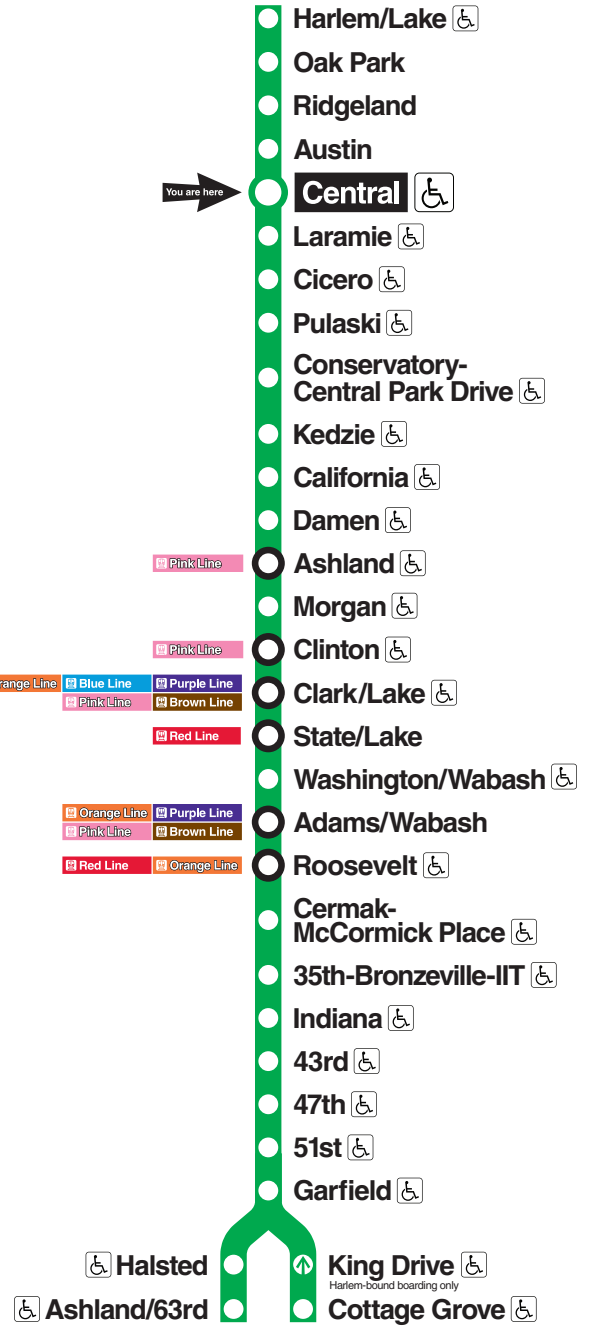 Harlem/Lake
Oak Park
Ridgeland
Austin
You are here
Central
Laramie
Cicero
Pulaski
Conservatory-
Central Park Drive
Kedzie
California
Damen
Pink Line Ashland
Morgan
Pink Line Clinton
range Line Blue Line Purple Line
Pink Line Brown Line
Clark/Lake
Red Line State/Lake
Washington/Wabash
Orange Line Purple Line
Pink Line Brown Line
Adams/Wabash
Red Line Orange Line Roosevelt
Cermak-
McCormick Place
35th-Bronzeville-IIT
Indiana
43rd
47th
51st
Garfield
Halsted King Drive
Harlem-bound boarding only
Ashland/63rd Cottage Grove